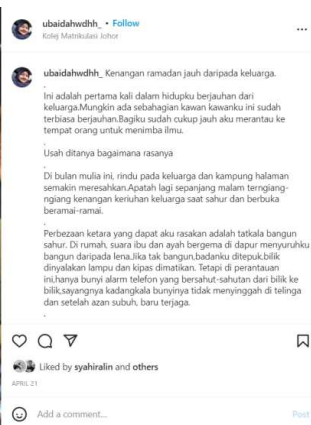 ubaidahwdhh_ • Follow
Kolej Matrikulasi Johor
ubaidahwdhh_ Kenangan ramadan jauh daripada keluarga.
.
Ini adalah pertama kali dalam hidupku berjauhan dari
keluarga.Mungkin ada sebahagian kawan kawanku ini sudah
terbiasa berjauhan.Bagiku sudah cukup jauh aku merantau ke
tempat orang untuk menimba ilmu.
.
Usah ditanya bagaimana rasanya
.
Di bulan mulia ini, rindu pada keluarga dan kampung halaman
semakin meresahkan.Apatah lagi sepanjang malam terngiang-
ngiang kenangan keriuhan keluarga saat sahur dan berbuka
beramai-ramai.
.
Perbezaan ketara yang dapat aku rasakan adalah tatkala bangun
sahur. Di rumah, suara ibu dan ayah bergema di dapur menyuruhku
bangun daripada lena.Jika tak bangun,badanku ditepuk,bilik
dinyalakan lampu dan kipas dimatikan. Tetapi di perantauan
ini,hanya bunyi alarm telefon yang bersahut-sahutan dari bilik ke
bilik,sayangnya kadangkala bunyinya tidak menyinggah di telinga
dan setelah azan subuh, baru terjaga.
.
Liked by syahiralin and others
APRIL 21
Add a comment...
Post